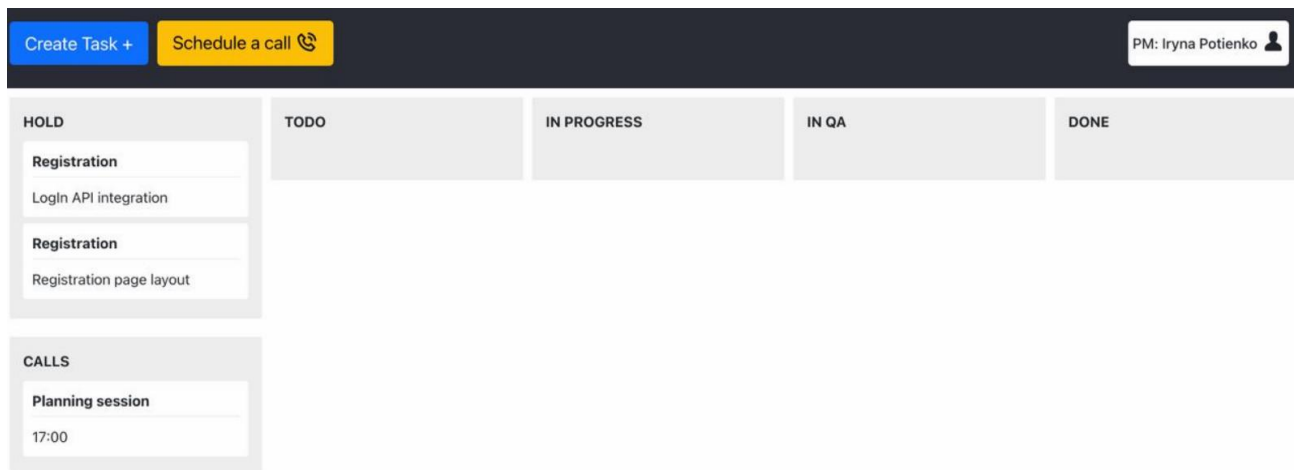 Create Task +
Schedule a call
PM: Iryna Potienko
HOLD
Registration
LogIn API integration
Registration
Registration page layout
CALLS
Planning session
17:00
TODO
IN PROGRESS
IN QA
DONE